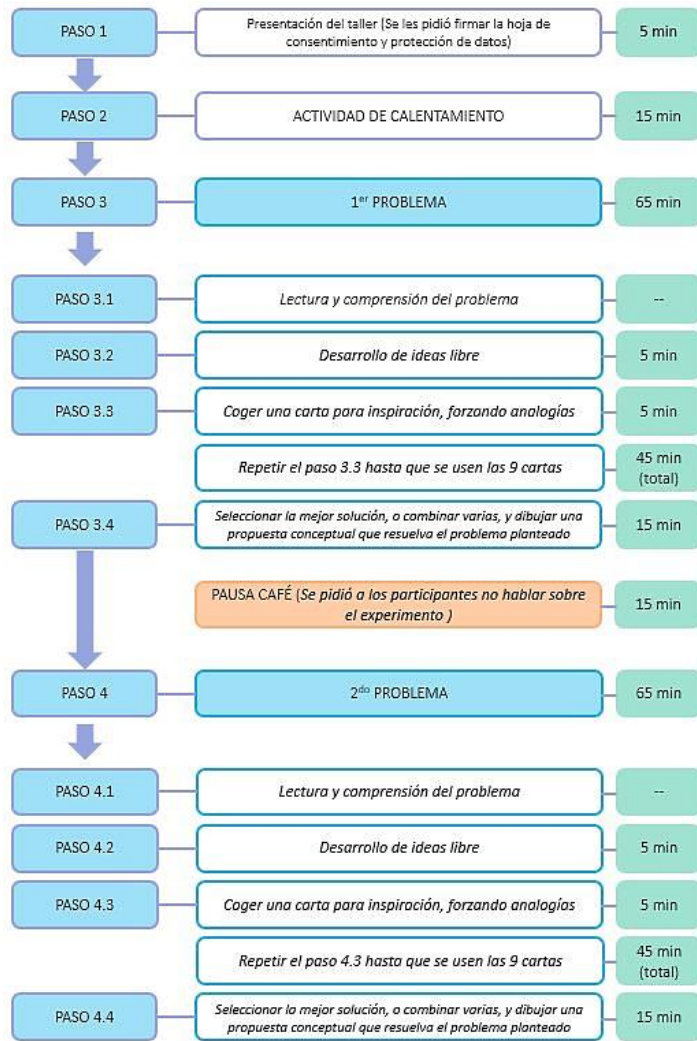 PASO 1
Presentación del taller (Se les pidió firmar la hoja de
consentimiento y protección de datos)
5 min
PASO 2
ACTIVIDAD DE CALENTAMIENTO
15 min
PASO 3
1er PROBLEMA
65 min
PASO 3.1
Lectura y comprensión del problema
--
PASO 3.2
Desarrollo de ideas libre
5 min
PASO 3.3
Coger una carta para inspiración, forzando analogías
5 min
Repetir el paso 3.3 hasta que se usen las 9 cartas
45 min
(total)
PASO 3.4
Seleccionar la mejor solución, o combinar varias, y dibujar una
propuesta conceptual que resuelva el problema planteado
15 min
PAUSA CAFÉ (Se pidió a los participantes no hablar sobre
el experimento )
15 min
PASO 4
2do PROBLEMA
65 min
PASO 4.1
Lectura y comprensión del problema
--
PASO 4.2
Desarrollo de ideas libre
5 min
PASO 4.3
Coger una carta para inspiración, forzando analogías
5 min
Repetir el paso 4.3 hasta que se usen las 9 cartas
45 min
(total)
PASO 4.4
Seleccionar la mejor solución, o combinar varias, y dibujar una
propuesta conceptual que resuelva el problema planteado
15 min